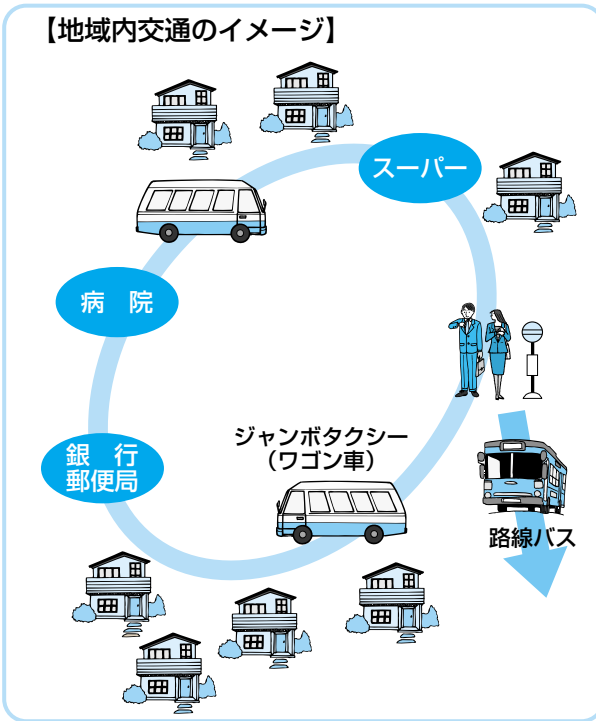 【地域内交通のイメージ】
スーパー
病　院
ジャンボタクシー
（ワゴン車）
銀　行
郵便局
路線バス